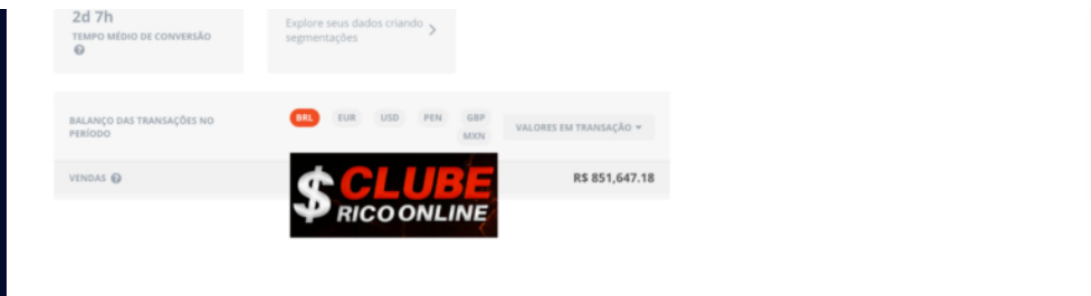 2d 7h
TEMPO MÉDIO DE CONVERSÃO
Explore seus dados criando
segmentações
BALANÇO DAS TRANSAÇÕES NO
PERÍODO
BRL EUR USD PEN GBP
MXN
VALORES EM TRANSAÇÃO
VENDAS
R$ 851,647.18
$ CLUBE
RICO ONLINE